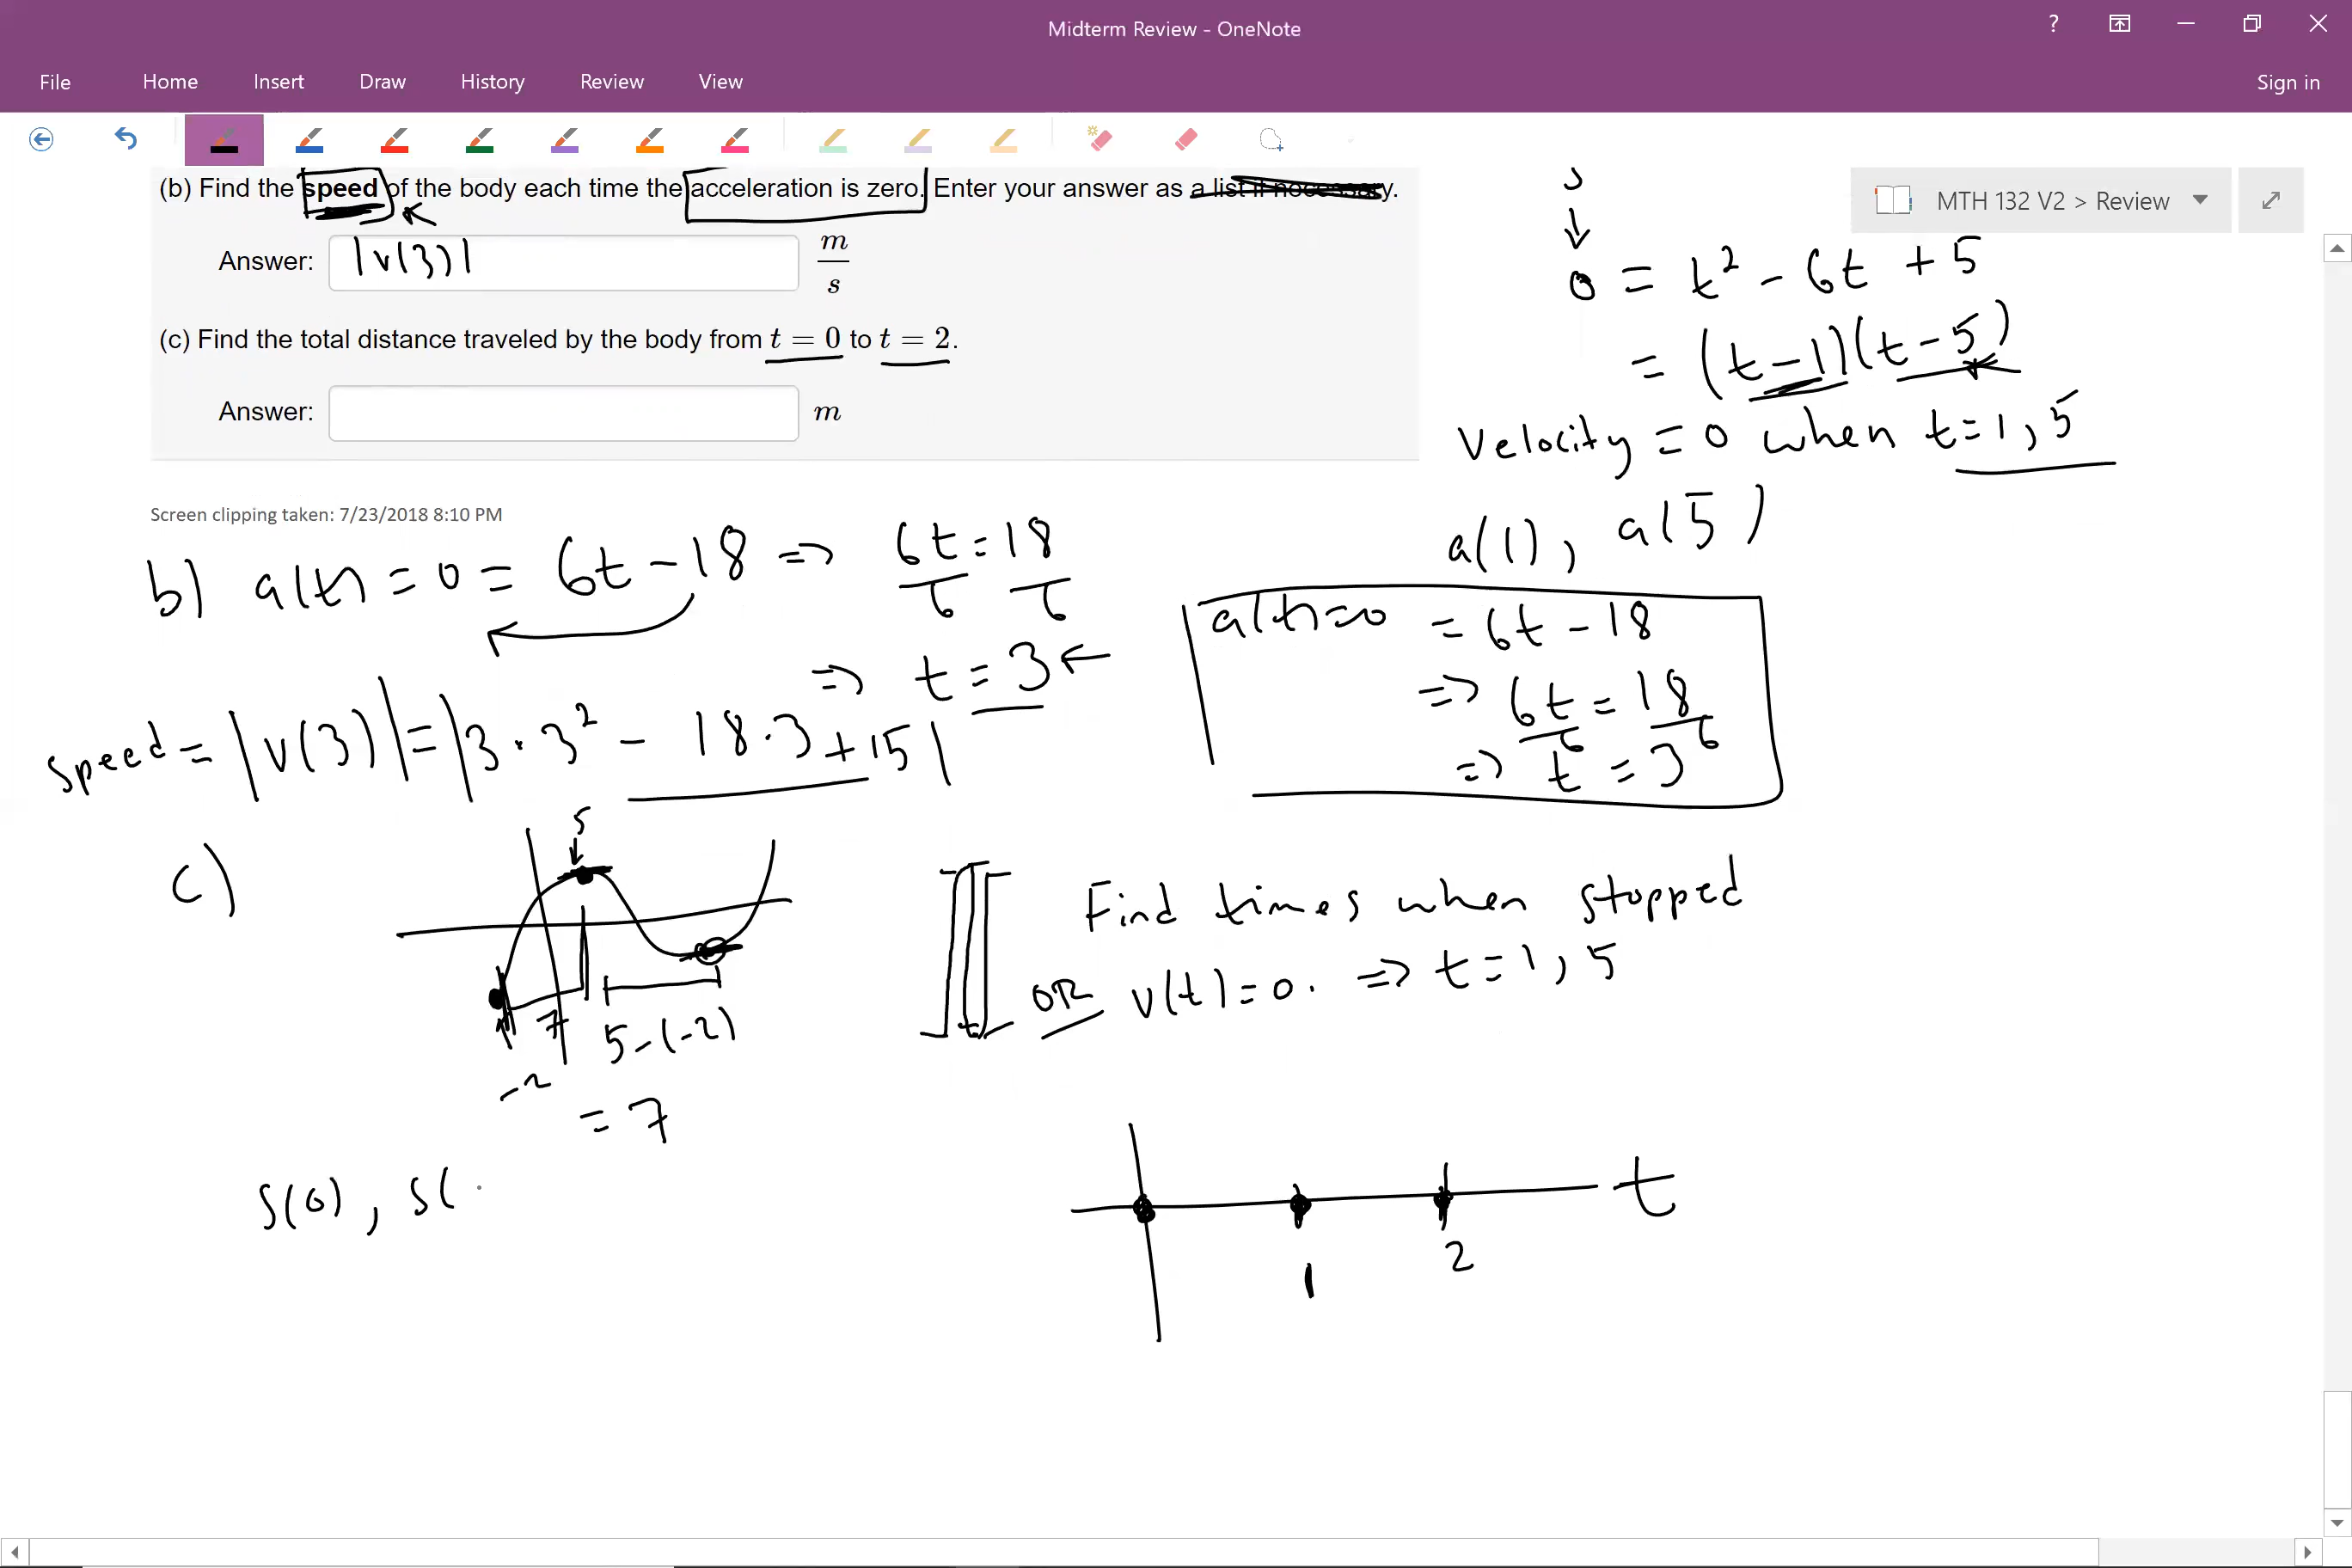 Midterm Review - OneNote
?
File Home Insert Draw History Review View Sign in
MTH 132 V2 > Review
(b) Find the speed of the body each time the acceleration is zero. Enter your answer as a list if necessary.
Answer: |v(3)| m/s
(c) Find the total distance traveled by the body from t = 0 to t = 2.
Answer: m
Screen clipping taken: 7/23/2018 8:10 PM
0 = t² - 6t + 5
= (t-1)(t-5)
Velocity = 0 when t=1,5
a(1), a(5)
a(t)=0 = 6t - 18
=> 6t/6 = 18/6
=> t = 3
b) a(t) = 0 = 6t - 18 => 6t/6 = 18/6
=> t = 3
speed = |v(3)| = |3·3² - 18·3 + 15|
c)
5
7
5-(-2)
-2
= 7
Find times when stopped
OR v(t)=0. => t=1,5
s(0), s(
t
1
2